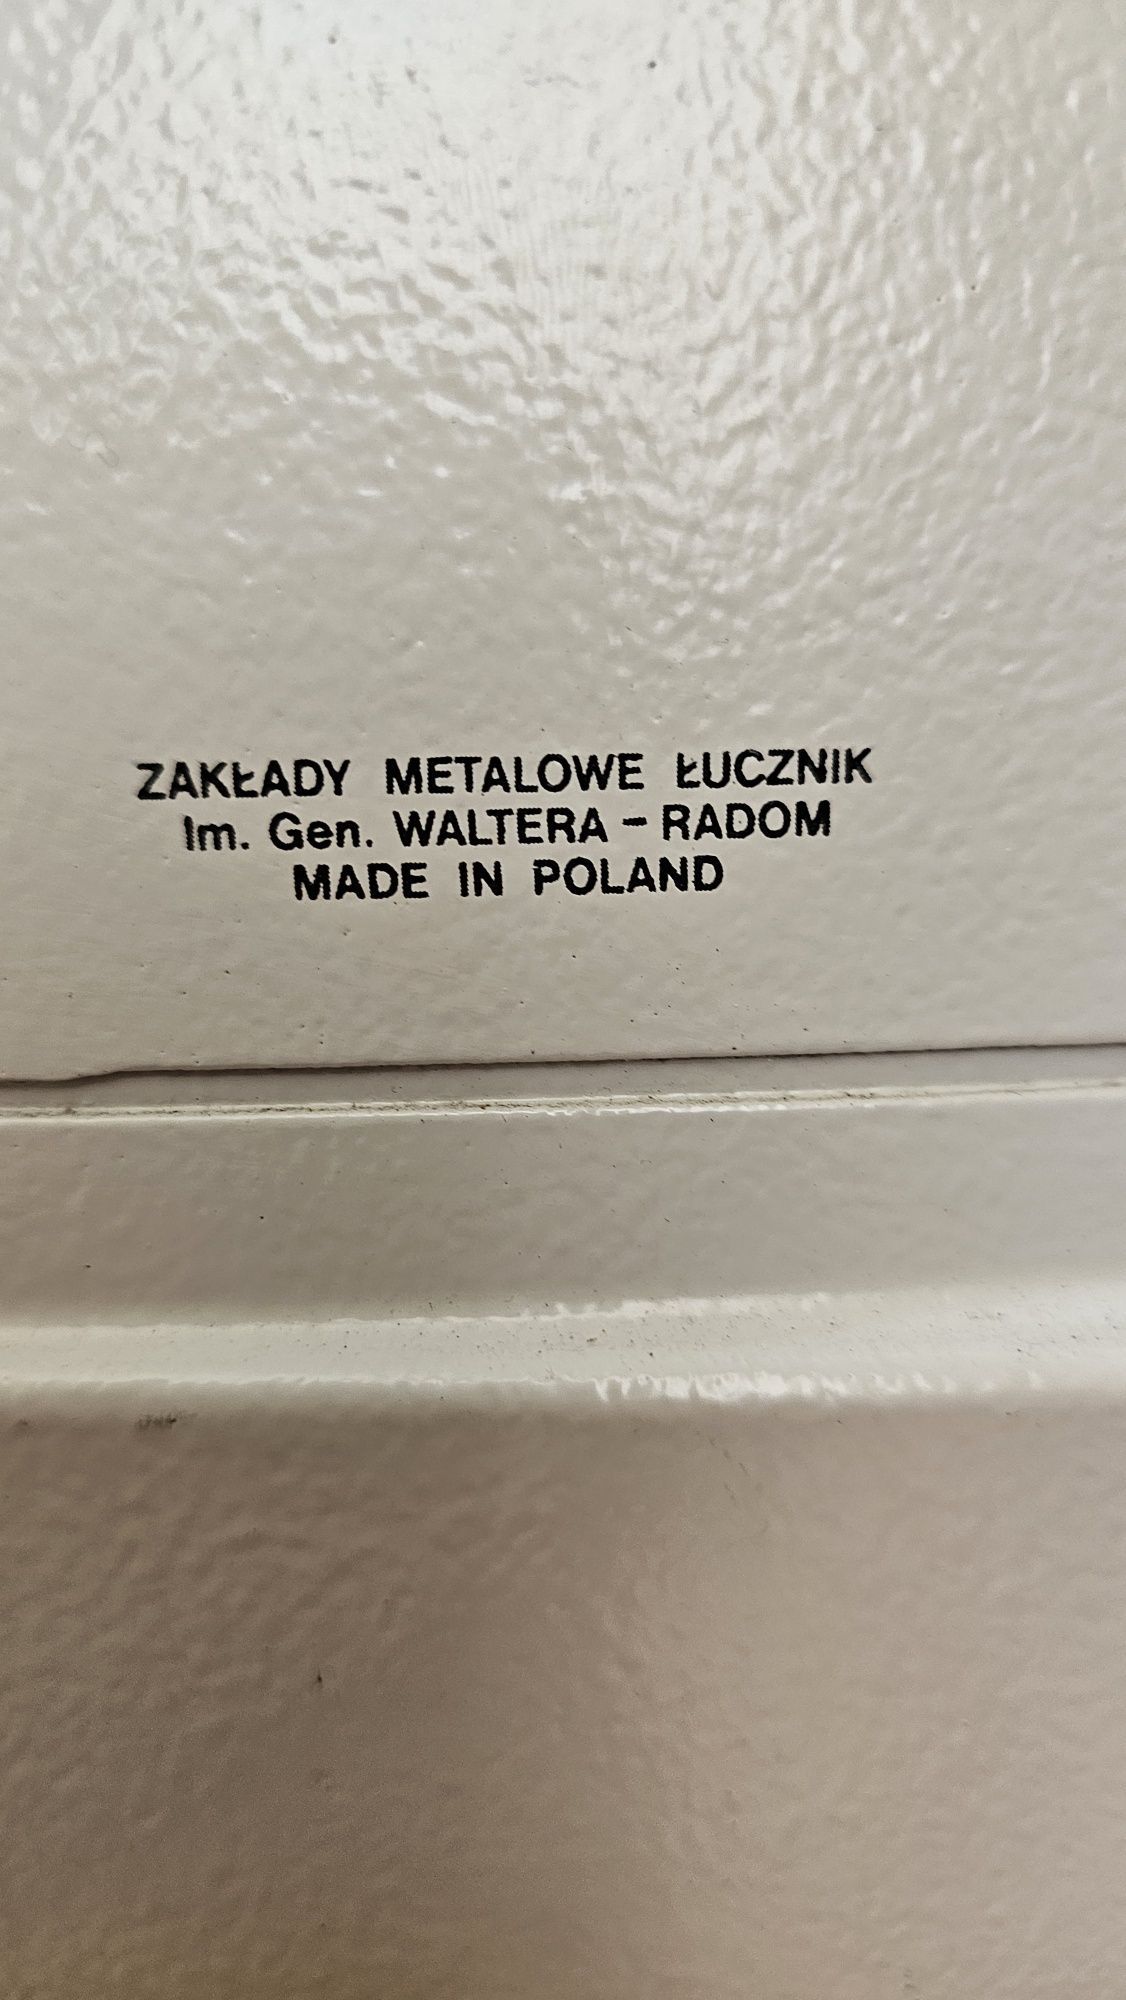 ZAKŁADY METALOWE ŁUCZNIK
Im. Gen. WALTERA – RADOM
MADE IN POLAND